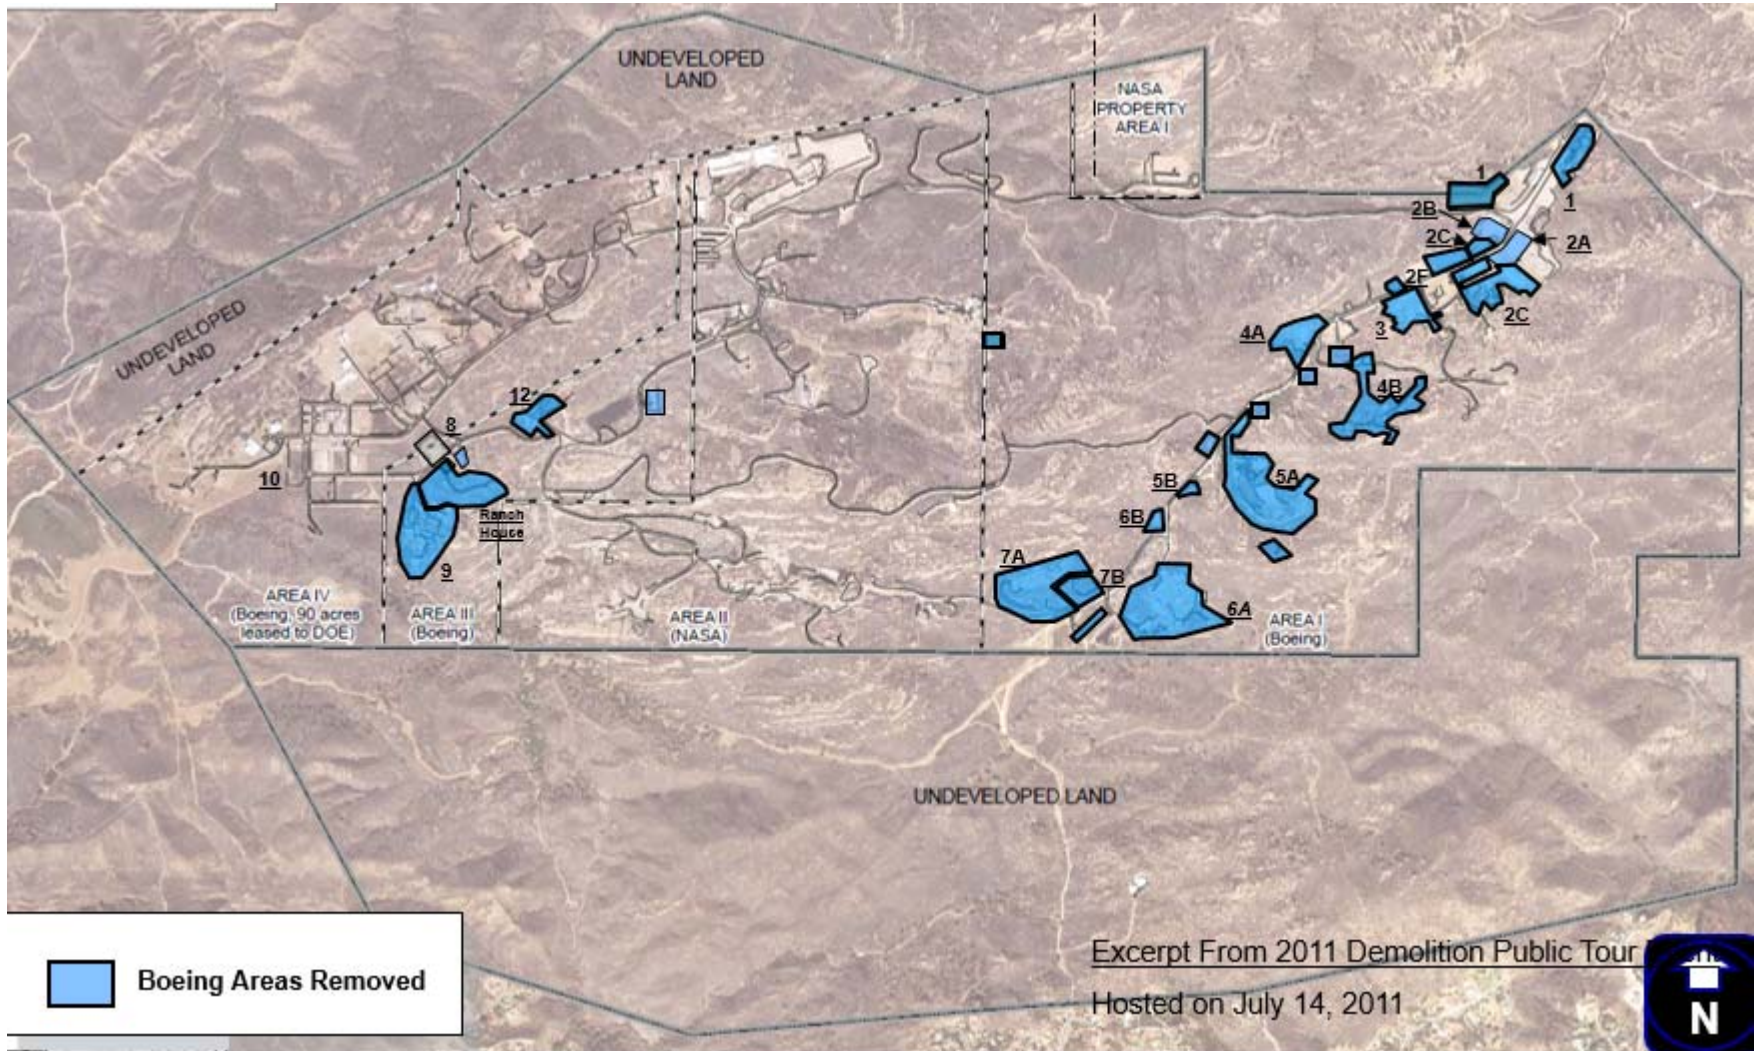 UNDEVELOPED
LAND
NASA
PROPERTY
AREA I
1
1
2B
2C
2A
2F
2C
3
4A
4B
UNDEVELOPED
LAND
12
8
10
5A
5B
6B
Ranch
House
9
7A
7B
6A
AREA IV
(Boeing, 90 acres
leased to DOE)
AREA III
(Boeing)
AREA II
(NASA)
AREA I
(Boeing)
UNDEVELOPED LAND
Boeing Areas Removed
Excerpt From 2011 Demolition Public Tour
Hosted on July 14, 2011
N